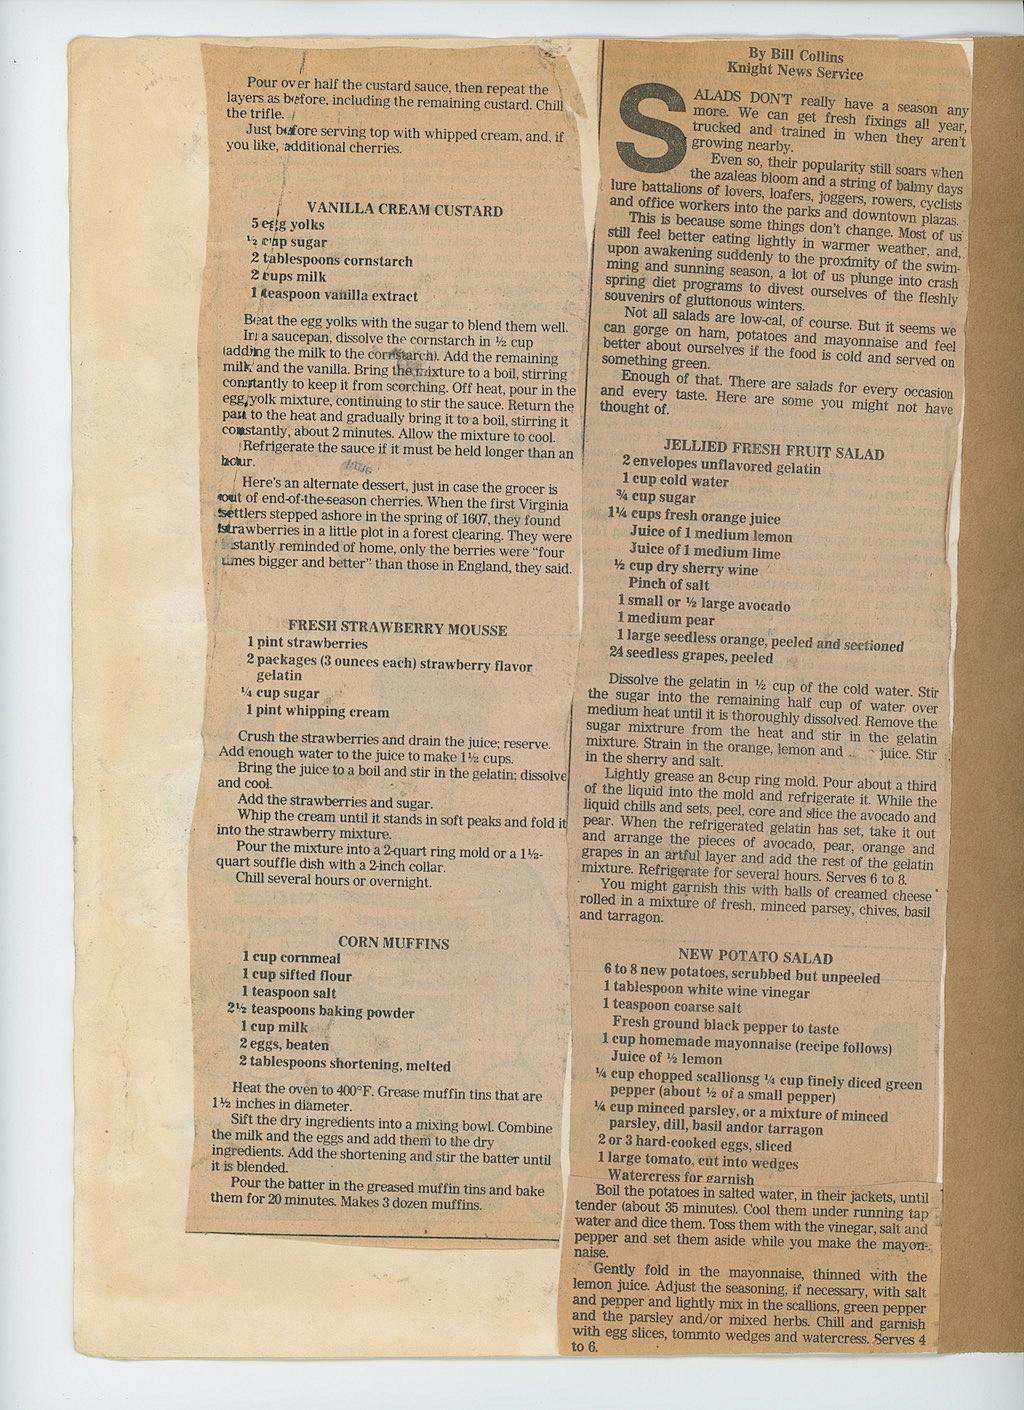 Pour over half the custard sauce, then repeat the
layers as before, including the remaining custard. Chill
the trifle.
Just before serving top with whipped cream, and, if
you like, additional cherries.
VANILLA CREAM CUSTARD
5 egg yolks
½ cup sugar
2 tablespoons cornstarch
2 cups milk
1 teaspoon vanilla extract
Beat the egg yolks with the sugar to blend them well.
In a saucepan, dissolve the cornstarch in ½ cup
(adding the milk to the cornstarch). Add the remaining
milk and the vanilla. Bring the mixture to a boil, stirring
constantly to keep it from scorching. Off heat, pour in the
egg yolk mixture, continuing to stir the sauce. Return the
pan to the heat and gradually bring it to a boil, stirring it
constantly, about 2 minutes. Allow the mixture to cool.
Refrigerate the sauce if it must be held longer than an
hour.
Here's an alternate dessert, just in case the grocer is
out of end-of-the-season cherries. When the first Virginia
settlers stepped ashore in the spring of 1607, they found
strawberries in a little plot in a forest clearing. They were
instantly reminded of home, only the berries were "four
times bigger and better" than those in England, they said.
FRESH STRAWBERRY MOUSSE
1 pint strawberries
2 packages (3 ounces each) strawberry flavor
gelatin
¼ cup sugar
1 pint whipping cream
Crush the strawberries and drain the juice; reserve.
Add enough water to the juice to make 1½ cups.
Bring the juice to a boil and stir in the gelatin; dissolve
and cool.
Add the strawberries and sugar.
Whip the cream until it stands in soft peaks and fold it
into the strawberry mixture.
Pour the mixture into a 2-quart ring mold or a 1½-
quart souffle dish with a 2-inch collar.
Chill several hours or overnight.
CORN MUFFINS
1 cup cornmeal
1 cup sifted flour
1 teaspoon salt
2½ teaspoons baking powder
1 cup milk
2 eggs, beaten
2 tablespoons shortening, melted
Heat the oven to 400°F. Grease muffin tins that are
1½ inches in diameter.
Sift the dry ingredients into a mixing bowl. Combine
the milk and the eggs and add them to the dry
ingredients. Add the shortening and stir the batter until
it is blended.
Pour the batter in the greased muffin tins and bake
them for 20 minutes. Makes 3 dozen muffins.
By Bill Collins
Knight News Service
SALADS DON'T really have a season any
more. We can get fresh fixings all year,
trucked and trained in when they aren't
growing nearby.
Even so, their popularity still soars when
the azaleas bloom and a string of balmy days
lure battalions of lovers, loafers, joggers, rowers, cyclists
and office workers into the parks and downtown plazas.
This is because some things don't change. Most of us
still feel better eating lightly in warmer weather, and,
upon awakening suddenly to the proximity of the swim-
ming and sunning season, a lot of us plunge into crash
spring diet programs to divest ourselves of the fleshly
souvenirs of gluttonous winters.
Not all salads are low-cal, of course. But it seems we
can gorge on ham, potatoes and mayonnaise and feel
better about ourselves if the food is cold and served on
something green.
Enough of that. There are salads for every occasion
and every taste. Here are some you might not have
thought of.
JELLIED FRESH FRUIT SALAD
2 envelopes unflavored gelatin
1 cup cold water
¾ cup sugar
1¼ cups fresh orange juice
Juice of 1 medium lemon
Juice of 1 medium lime
½ cup dry sherry wine
Pinch of salt
1 small or ½ large avocado
1 medium pear
1 large seedless orange, peeled and sectioned
24 seedless grapes, peeled
Dissolve the gelatin in ½ cup of the cold water. Stir
the sugar into the remaining half cup of water over
medium heat until it is thoroughly dissolved. Remove the
sugar mixtrure from the heat and stir in the gelatin
mixture. Strain in the orange, lemon and juice. Stir
in the sherry and salt.
Lightly grease an 8-cup ring mold. Pour about a third
of the liquid into the mold and refrigerate it. While the
liquid chills and sets, peel, core and slice the avocado and
pear. When the refrigerated gelatin has set, take it out
and arrange the pieces of avocado, pear, orange and
grapes in an artful layer and add the rest of the gelatin
mixture. Refrigerate for several hours. Serves 6 to 8.
You might garnish this with balls of creamed cheese
rolled in a mixture of fresh, minced parsey, chives, basil
and tarragon.
NEW POTATO SALAD
6 to 8 new potatoes, scrubbed but unpeeled
1 tablespoon white wine vinegar
1 teaspoon coarse salt
Fresh ground black pepper to taste
1 cup homemade mayonnaise (recipe follows)
Juice of ½ lemon
¼ cup chopped scallionsg ¼ cup finely diced green
pepper (about ½ of a small pepper)
¼ cup minced parsley, or a mixture of minced
parsley, dill, basil andor tarragon
2 or 3 hard-cooked eggs, sliced
1 large tomato, cut into wedges
Watercress for garnish
Boil the potatoes in salted water, in their jackets, until
tender (about 35 minutes). Cool them under running tap
water and dice them. Toss them with the vinegar, salt and
pepper and set them aside while you make the mayon-
naise.
Gently fold in the mayonnaise, thinned with the
lemon juice. Adjust the seasoning, if necessary, with salt
and pepper and lightly mix in the scallions, green pepper
and the parsley and/or mixed herbs. Chill and garnish
with egg slices, tommto wedges and watercress. Serves 4
to 6.